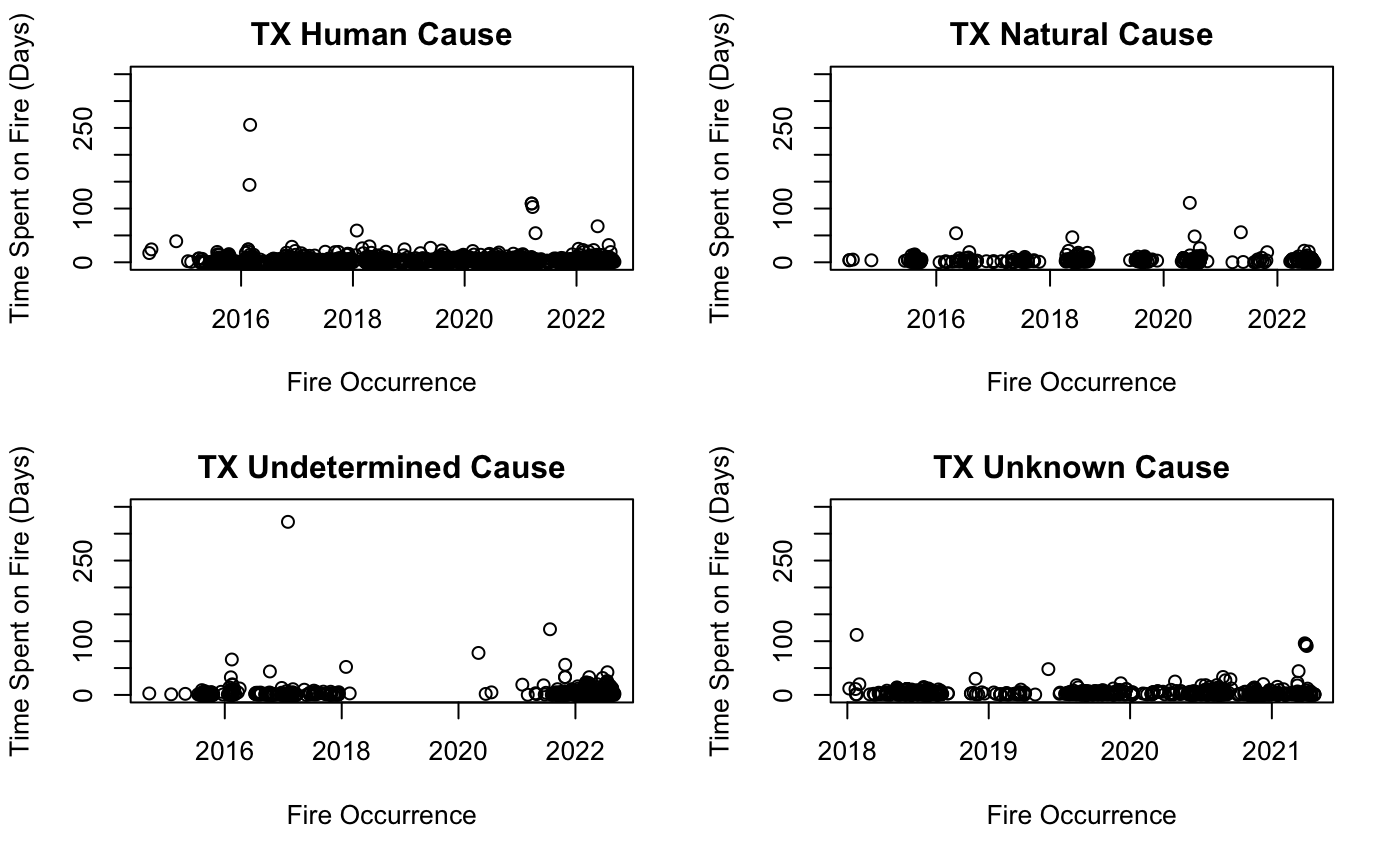 TX Human Cause
Time Spent on Fire (Days)
250
100
0
2016 2018 2020 2022
Fire Occurrence
TX Natural Cause
Time Spent on Fire (Days)
250
100
0
2016 2018 2020 2022
Fire Occurrence
TX Undetermined Cause
Time Spent on Fire (Days)
250
100
0
2016 2018 2020 2022
Fire Occurrence
TX Unknown Cause
Time Spent on Fire (Days)
250
100
0
2018 2019 2020 2021
Fire Occurrence